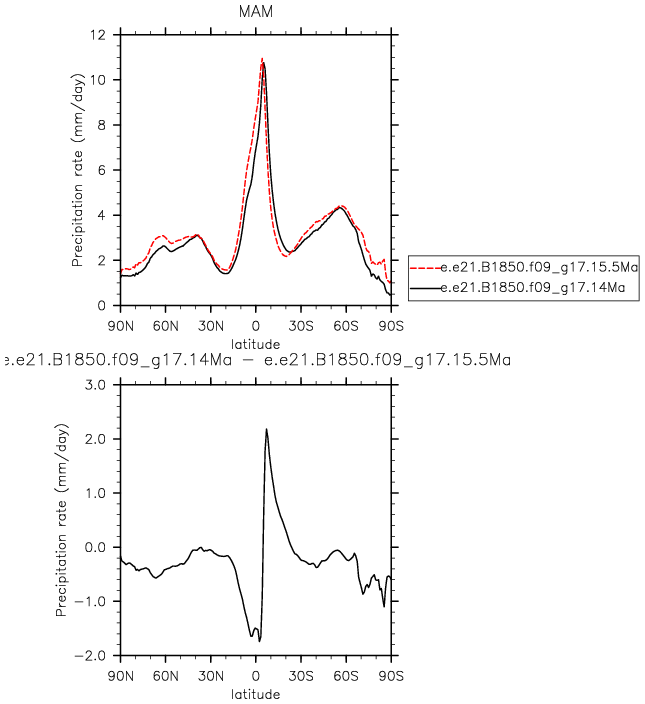 MAM
12
10
8
6
4
2
0
Precipitation rate (mm/day)
90N 60N 30N 0 30S 60S 90S
latitude
e.e21.B1850.f09_g17.15.5Ma
e.e21.B1850.f09_g17.14Ma
e.e21.B1850.f09_g17.14Ma − e.e21.B1850.f09_g17.15.5Ma
3.0
2.0
1.0
0.0
-1.0
-2.0
Precipitation rate (mm/day)
90N 60N 30N 0 30S 60S 90S
latitude